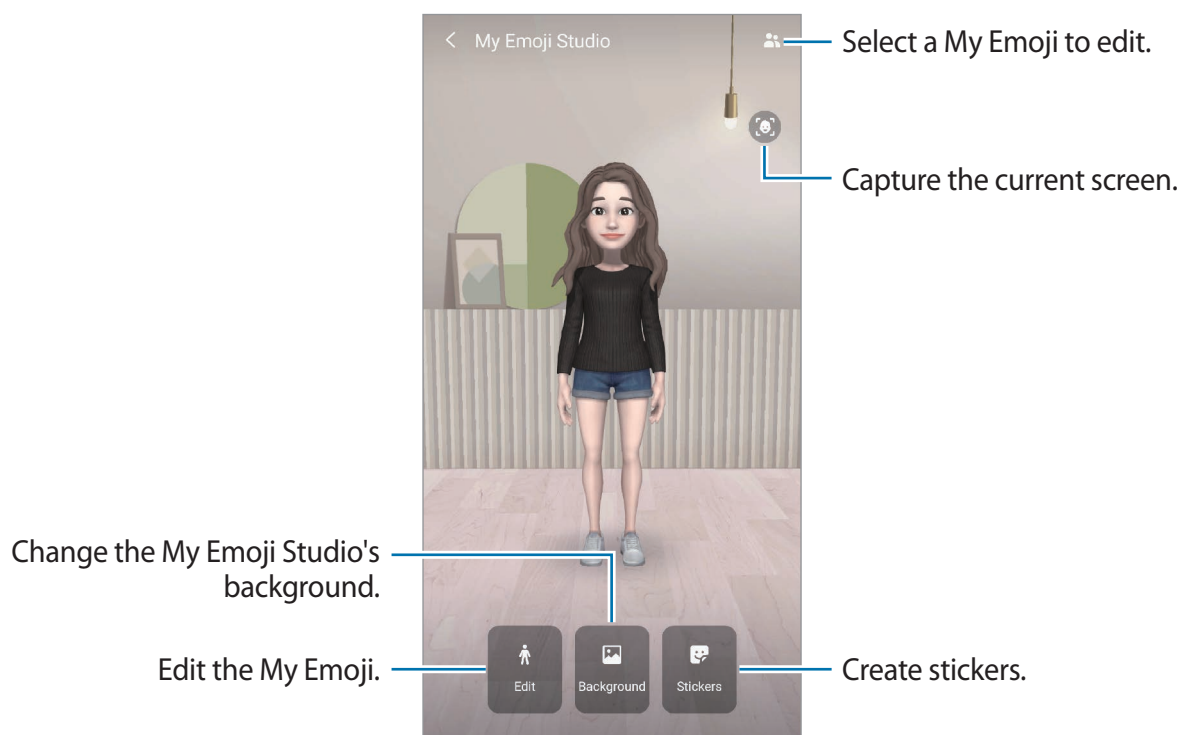 My Emoji Studio
Select a My Emoji to edit.
Capture the current screen.
Change the My Emoji Studio's
background.
Edit the My Emoji.
Edit
Background
Stickers
Create stickers.